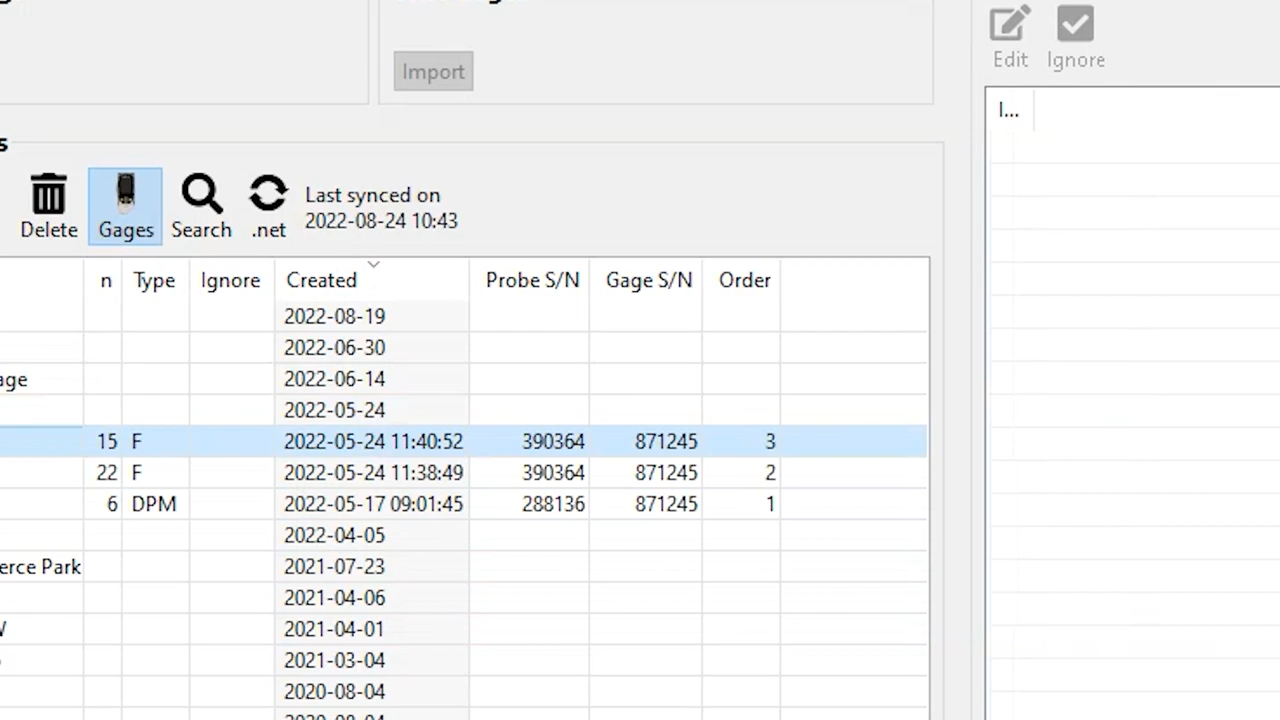 Import
Edit Ignore
I...
s
Delete Gages Search .net
Last synced on
2022-08-24 10:43
n Type Ignore Created Probe S/N Gage S/N Order
2022-08-19
2022-06-30
age 2022-06-14
2022-05-24
15 F 2022-05-24 11:40:52 390364 871245 3
22 F 2022-05-24 11:38:49 390364 871245 2
6 DPM 2022-05-17 09:01:45 288136 871245 1
2022-04-05
erce Park 2021-07-23
2021-04-06
2021-04-01
2021-03-04
2020-08-04